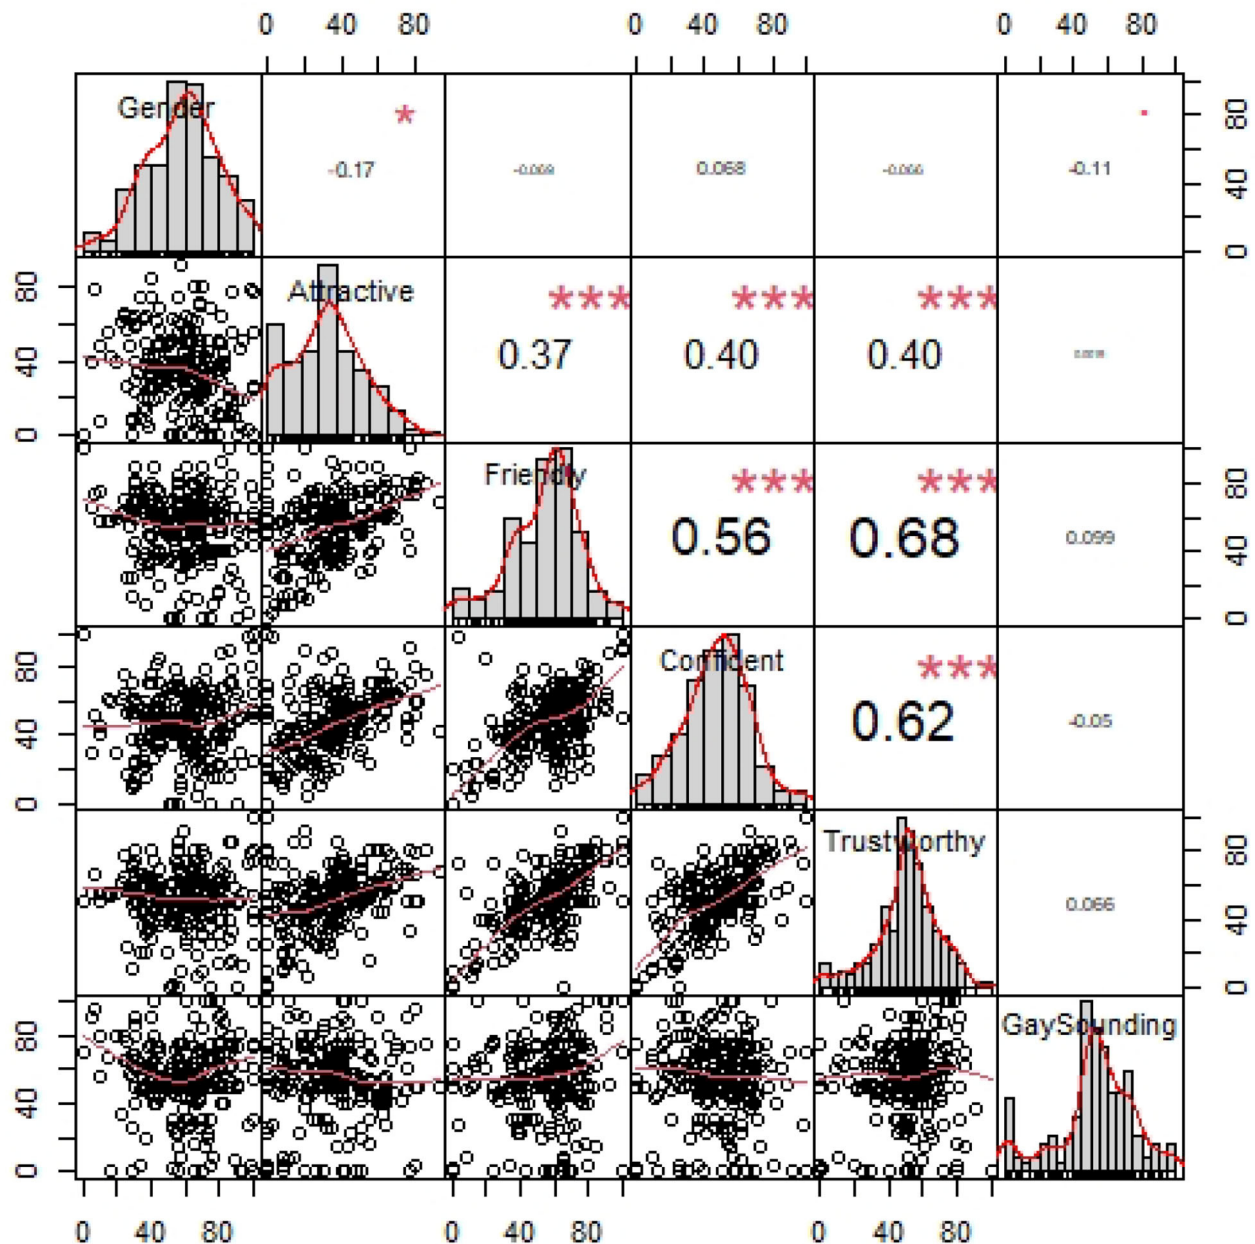 0 40 80 0 40 80 0 40 80
Gender * .
-0.17 0.068 -0.11
80 40 0
Attractive *** *** ***
0.37 0.40 0.40
80 40 0
Friendly *** ***
0.56 0.68 0.099
80 40 0
Confident ***
0.62 -0.05
80 40 0
Trustworthy
0.066
80 40 0
GaySounding
80 40 0
0 40 80 0 40 80 0 40 80